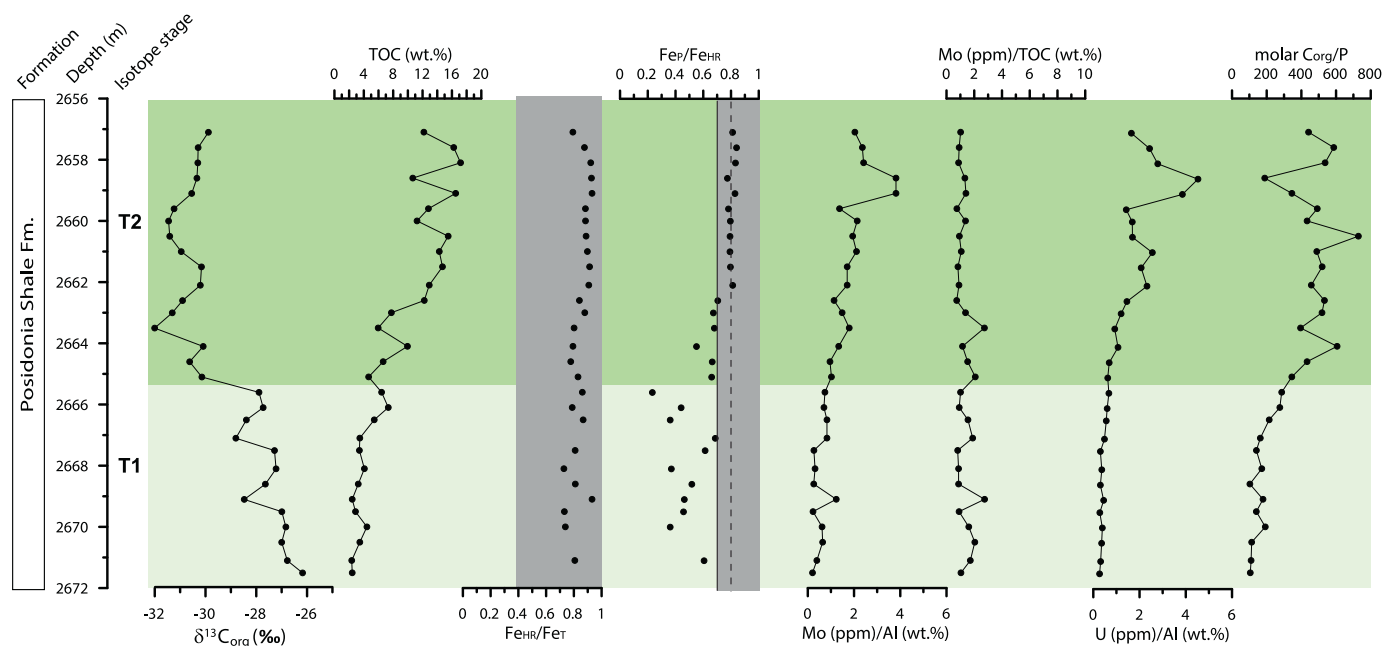 Formation
Depth (m)
Isotope stage
TOC (wt.%)
0 4 8 12 16 20
FeP/FeHR
0 0.2 0.4 0.6 0.8 1
Mo (ppm)/TOC (wt.%)
0 2 4 6 8 10
molar Corg/P
0 200 400 600 800
Posidonia Shale Fm.
2656
2658
2660
2662
2664
2666
2668
2670
2672
T2
T1
-32 -30 -28 -26
δ13Corg (‰)
0 0.2 0.4 0.6 0.8 1
FeHR/FeT
0 2 4 6
Mo (ppm)/Al (wt.%)
0 2 4 6
U (ppm)/Al (wt.%)